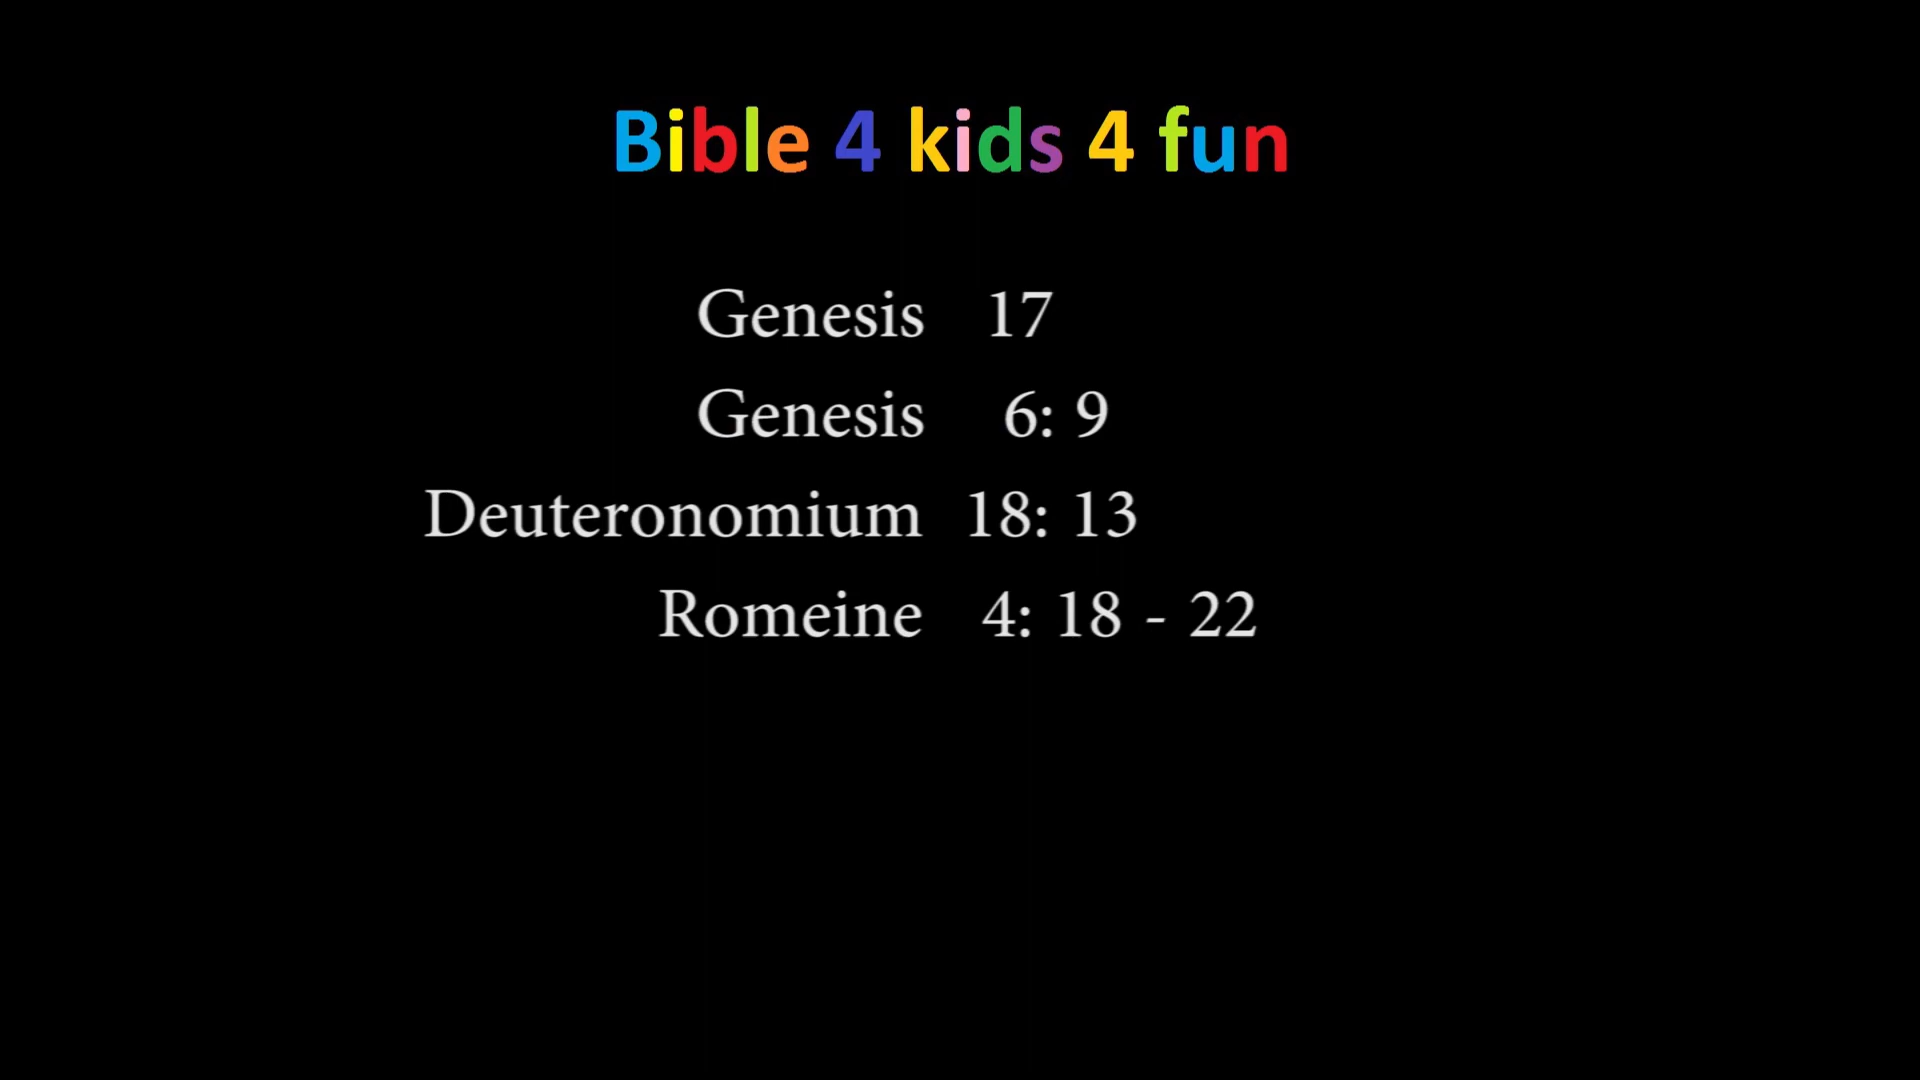 Bible 4 kids 4 fun
Genesis 17
Genesis 6: 9
Deuteronomium 18: 13
Romeine 4: 18 - 22